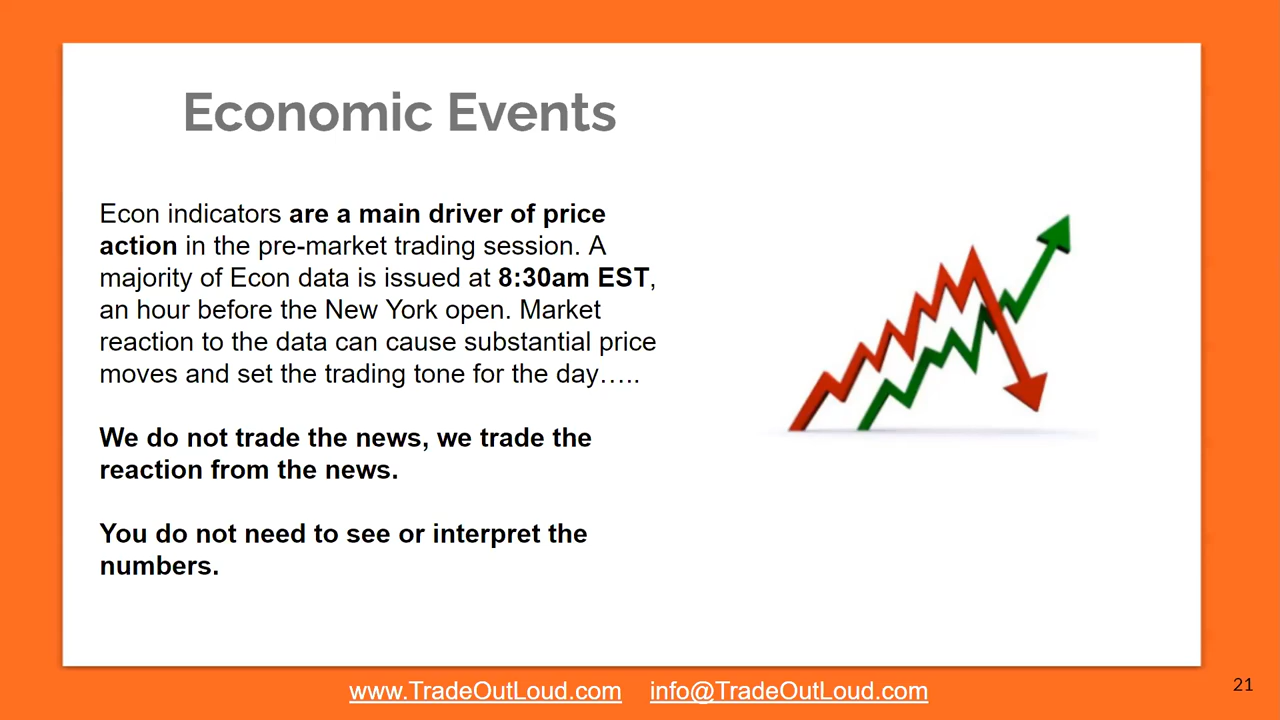 Economic Events
Econ indicators are a main driver of price
action in the pre-market trading session. A
majority of Econ data is issued at 8:30am EST,
an hour before the New York open. Market
reaction to the data can cause substantial price
moves and set the trading tone for the day…..
We do not trade the news, we trade the
reaction from the news.
You do not need to see or interpret the
numbers.
www.TradeOutLoud.com info@TradeOutLoud.com
21